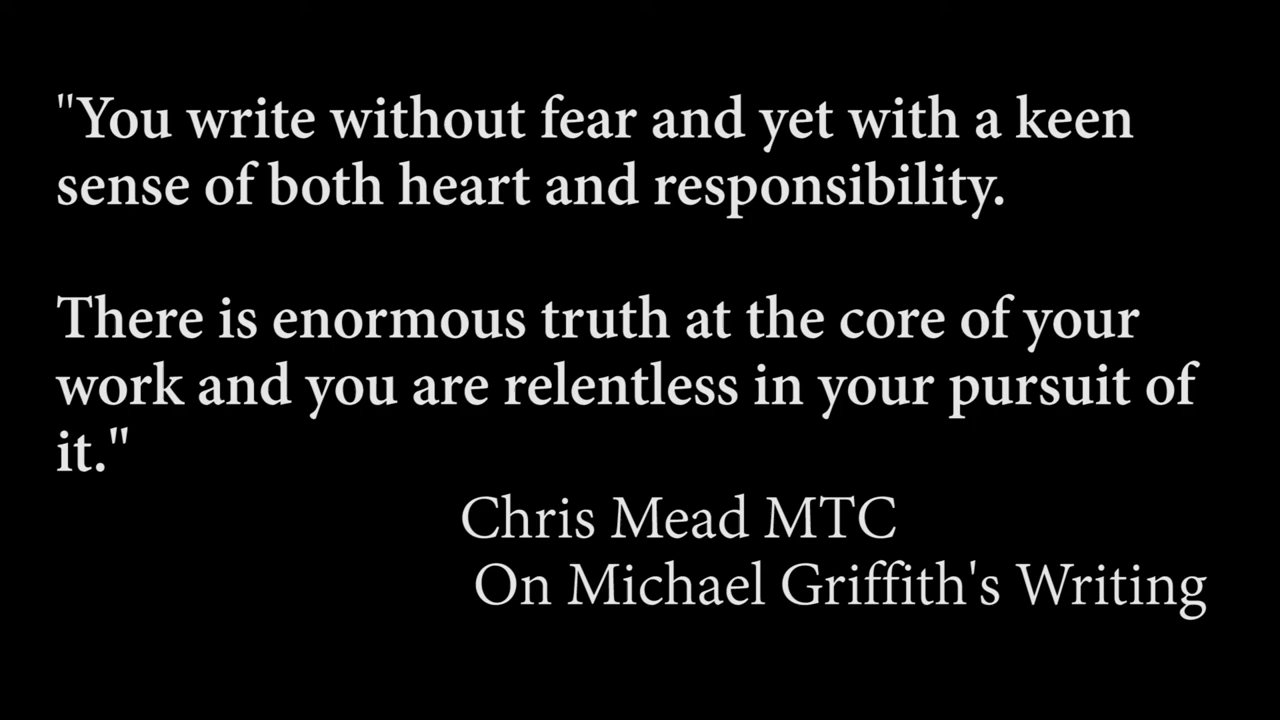 "You write without fear and yet with a keen
sense of both heart and responsibility.
There is enormous truth at the core of your
work and you are relentless in your pursuit of
it."
Chris Mead MTC
On Michael Griffith's Writing